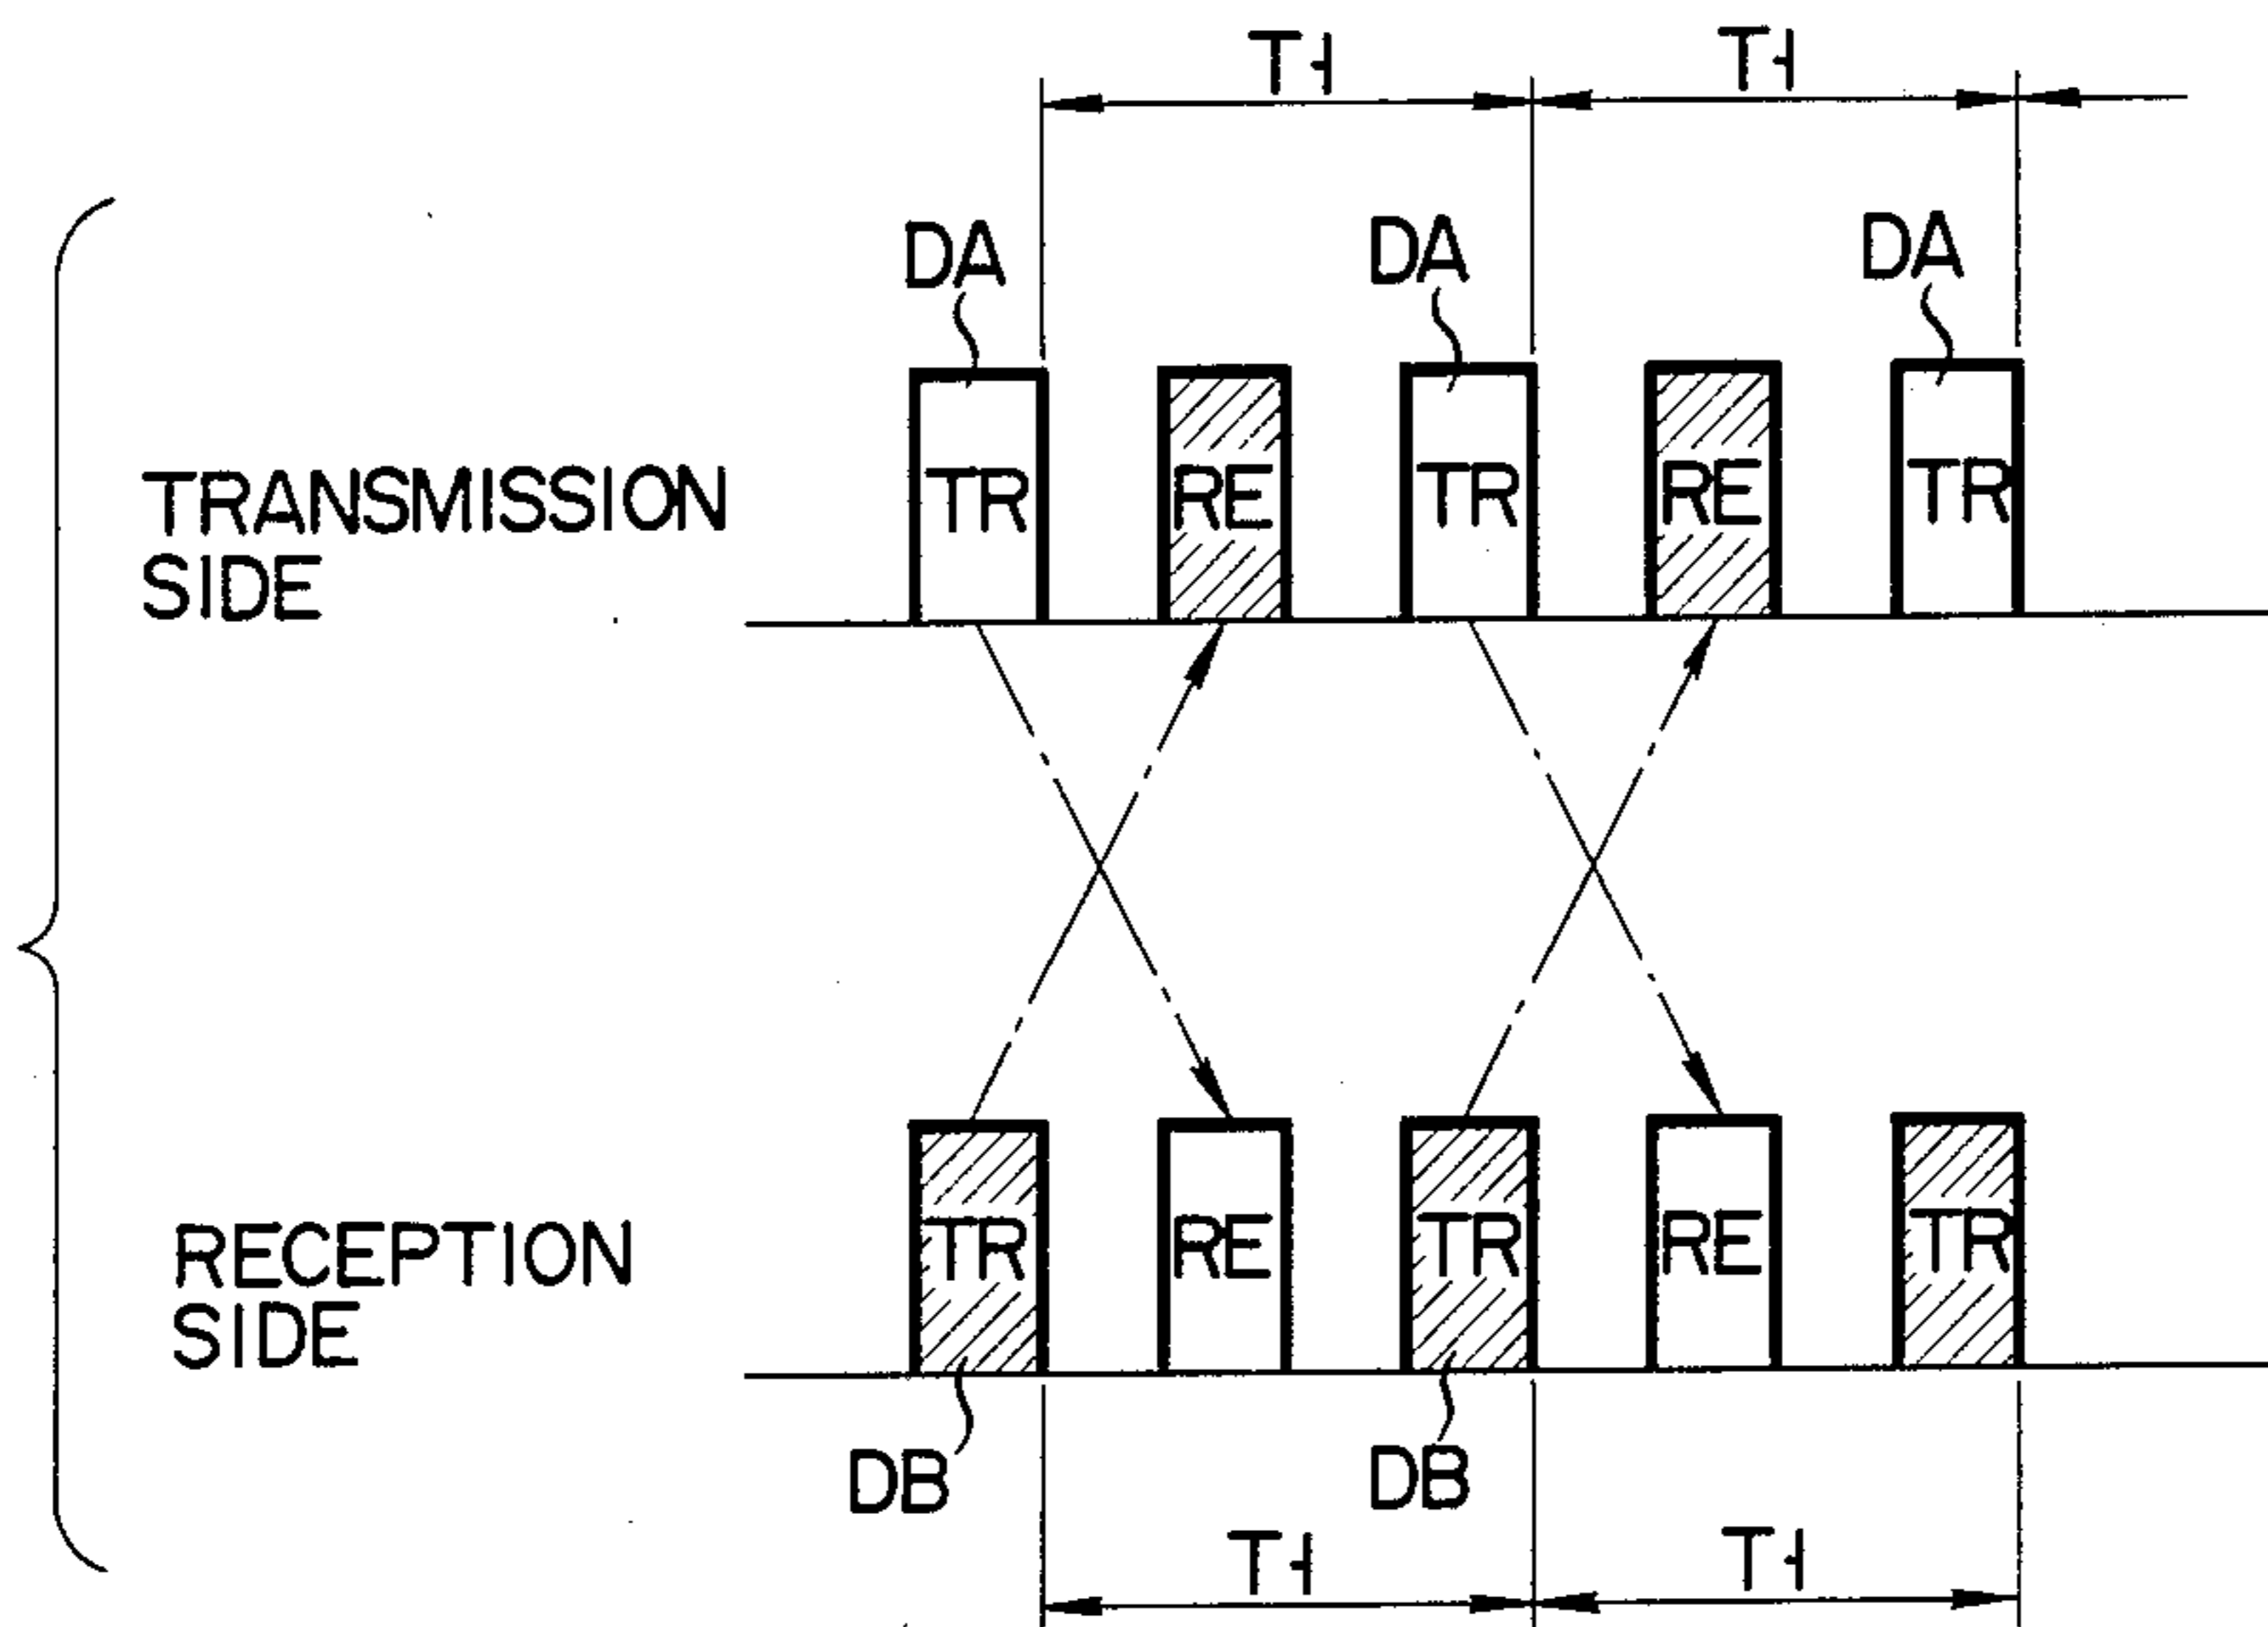 T1 T1
DA DA DA
TRANSMISSION
SIDE
TR RE TR RE TR
RECEPTION
SIDE
TR RE TR RE TR
DB DB
T1 T1